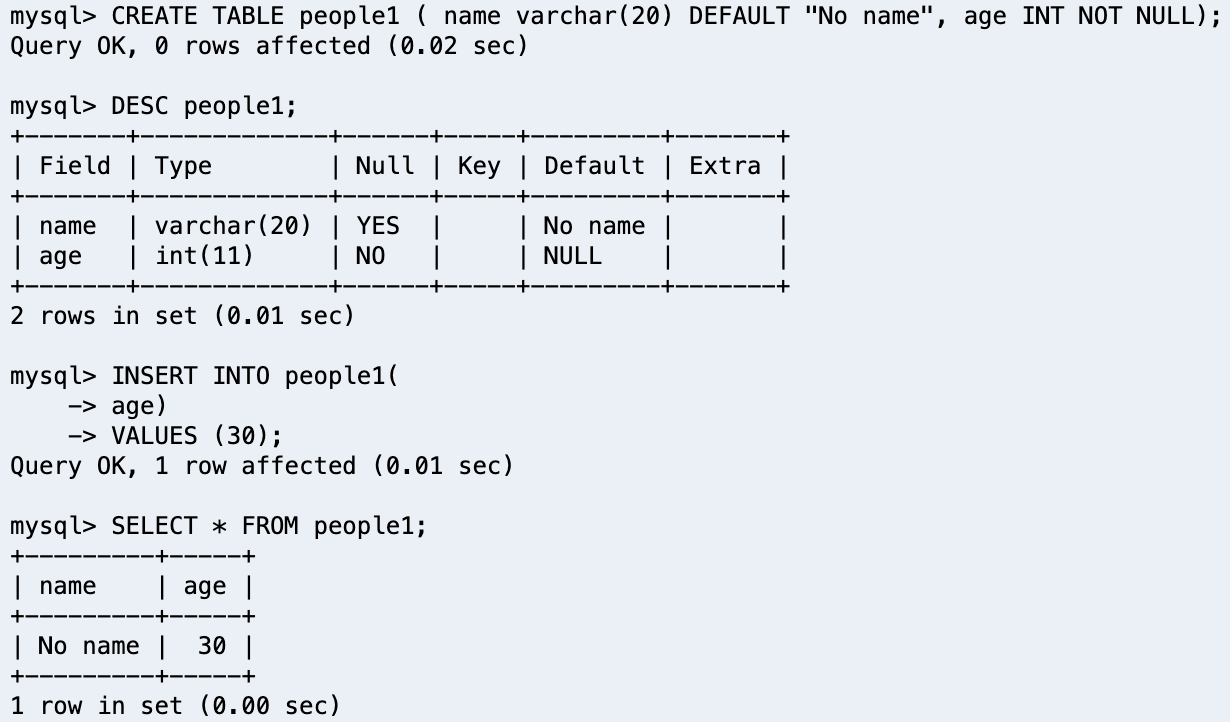 mysql> CREATE TABLE people1 ( name varchar(20) DEFAULT "No name", age INT NOT NULL);
Query OK, 0 rows affected (0.02 sec)

mysql> DESC people1;
+-------+-------------+------+-----+---------+-------+
| Field | Type        | Null | Key | Default | Extra |
+-------+-------------+------+-----+---------+-------+
| name  | varchar(20) | YES  |     | No name |       |
| age   | int(11)     | NO   |     | NULL    |       |
+-------+-------------+------+-----+---------+-------+
2 rows in set (0.01 sec)

mysql> INSERT INTO people1(
    -> age)
    -> VALUES (30);
Query OK, 1 row affected (0.01 sec)

mysql> SELECT * FROM people1;
+---------+-----+
| name    | age |
+---------+-----+
| No name |  30 |
+---------+-----+
1 row in set (0.00 sec)